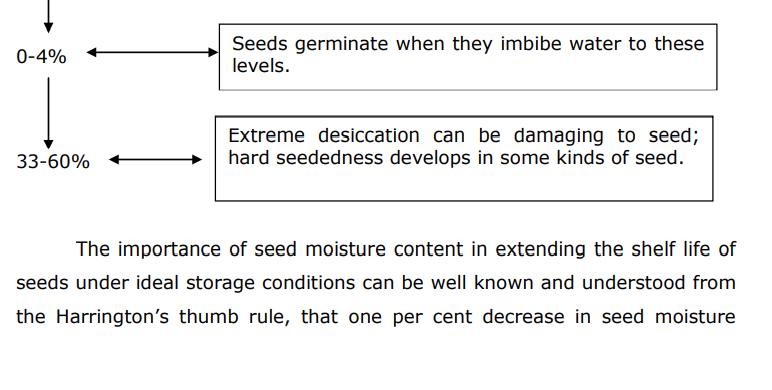 0-4%
Seeds germinate when they imbibe water to these
levels.
33-60%
Extreme desiccation can be damaging to seed;
hard seededness develops in some kinds of seed.
The importance of seed moisture content in extending the shelf life of
seeds under ideal storage conditions can be well known and understood from
the Harrington’s thumb rule, that one per cent decrease in seed moisture